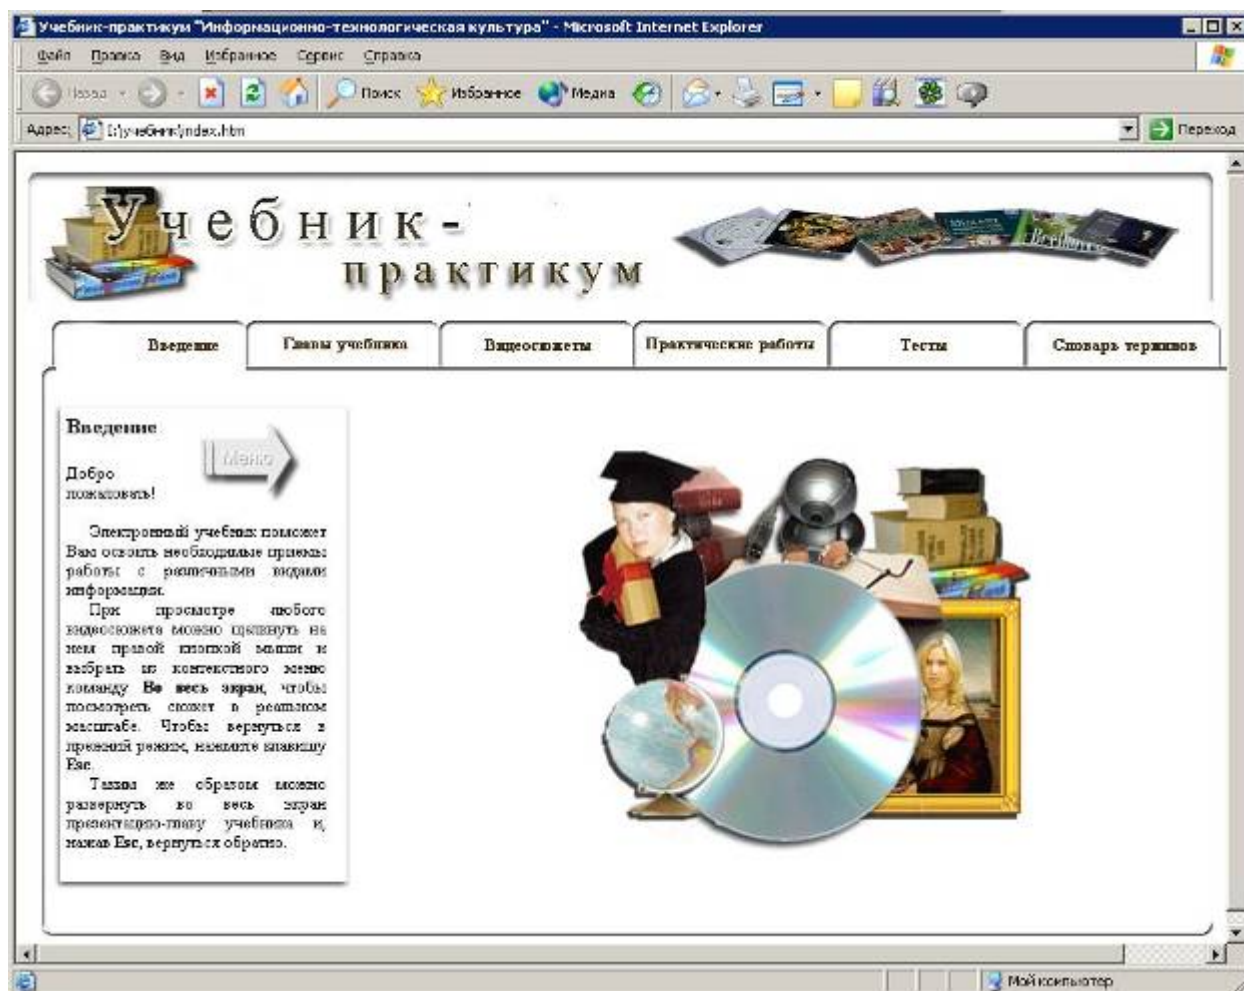 Учебник-практикум "Информационно-технологическая культура" - Microsoft Internet Explorer
Файл Правка Вид Избранное Сервис Справка
Назад Поиск Избранное Медиа
Адрес: I:\учебник\index.htm Переход
Учебник-
практикум
Beethoven
Введение Главы учебника Видеосюжеты Практические работы Тесты Словарь терминов
Введение
Меню
Добро
пожаловать!
Электронный учебник поможет
Вам освоить необходимые приемы
работы с различными видами
информации.
При просмотре любого
видеосюжета можно щелкнуть на
нем правой кнопкой мыши и
выбрать из контекстного меню
команду Во весь экран, чтобы
посмотреть сюжет в реальном
масштабе. Чтобы вернуться в
прежний режим, нажмите клавишу
Esc.
Таким же образом можно
развернуть во весь экран
презентацию-главу учебника и,
нажав Esc, вернуться обратно.
Мой компьютер